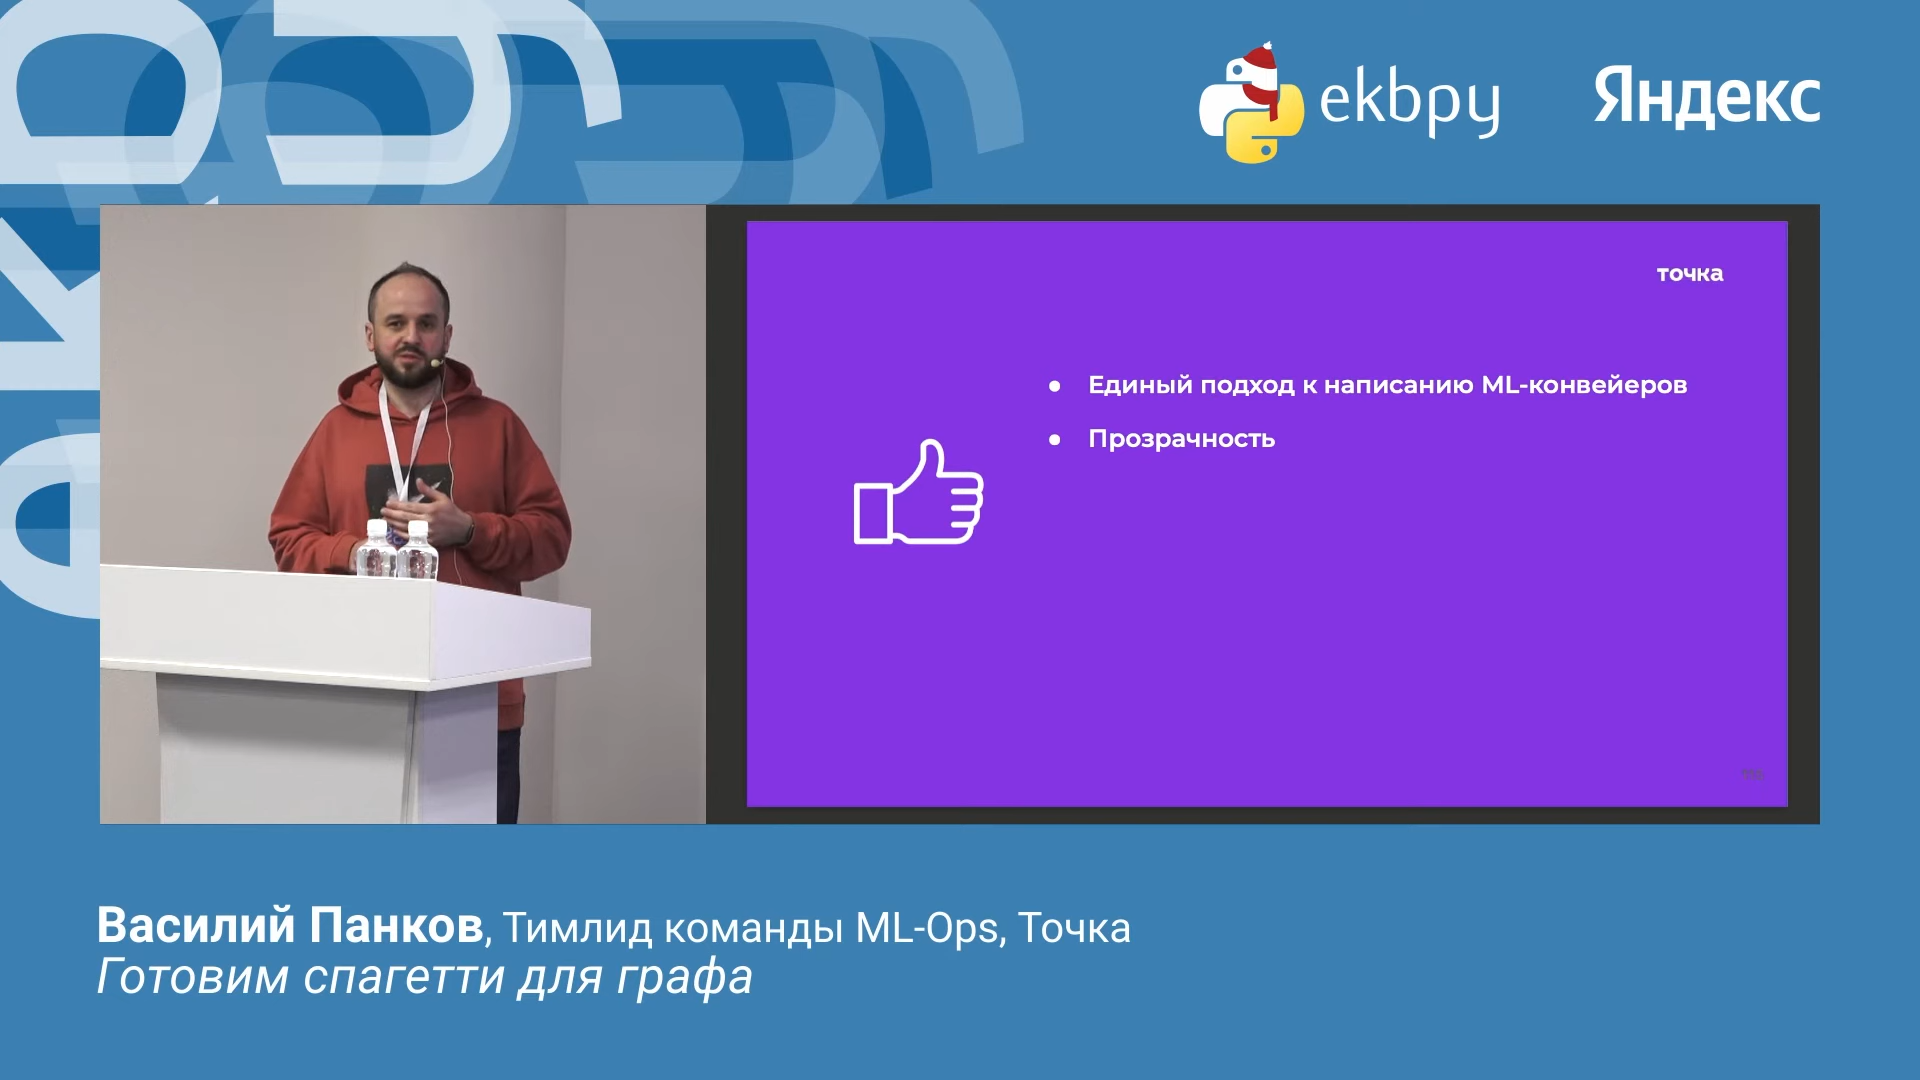 ekbpy
Яндекс
точка
Единый подход к написанию ML-конвейеров
Прозрачность
Василий Панков, Тимлид команды ML-Ops, Точка
Готовим спагетти для графа